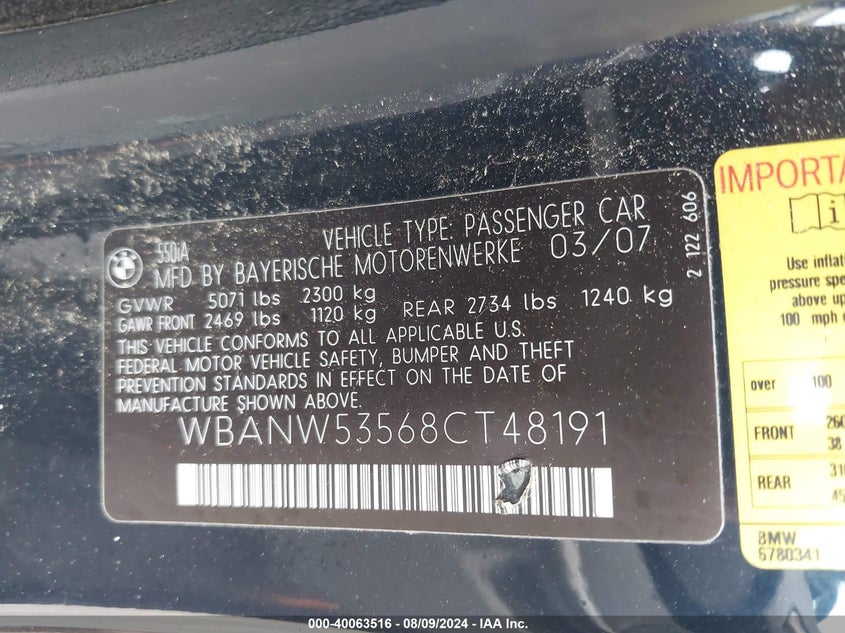 550iA VEHICLE TYPE: PASSENGER CAR
MFD BY BAYERISCHE MOTORENWERKE 03/07
GVWR 5071 lbs 2300 kg
GAWR FRONT 2469 lbs 1120 kg REAR 2734 lbs 1240 kg
THIS VEHICLE CONFORMS TO ALL APPLICABLE U.S.
FEDERAL MOTOR VEHICLE SAFETY, BUMPER AND THEFT
PREVENTION STANDARDS IN EFFECT ON THE DATE OF
MANUFACTURE SHOWN ABOVE.
WBANW53568CT48191
2 122 606
IMPORTA
Use inflat
pressure spe
above up
100 mph
over 100
FRONT 260
38
REAR 310
45
BMW
6780341
000-40063516 - 08/09/2024 - IAA, Inc.